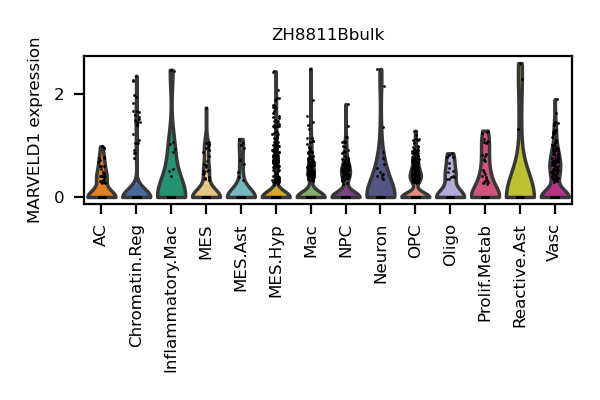 ZH8811Bbulk
MARVELD1 expression
2
0
AC
Chromatin.Reg
Inflammatory.Mac
MES
MES.Ast
MES.Hyp
Mac
NPC
Neuron
OPC
Oligo
Prolif.Metab
Reactive.Ast
Vasc